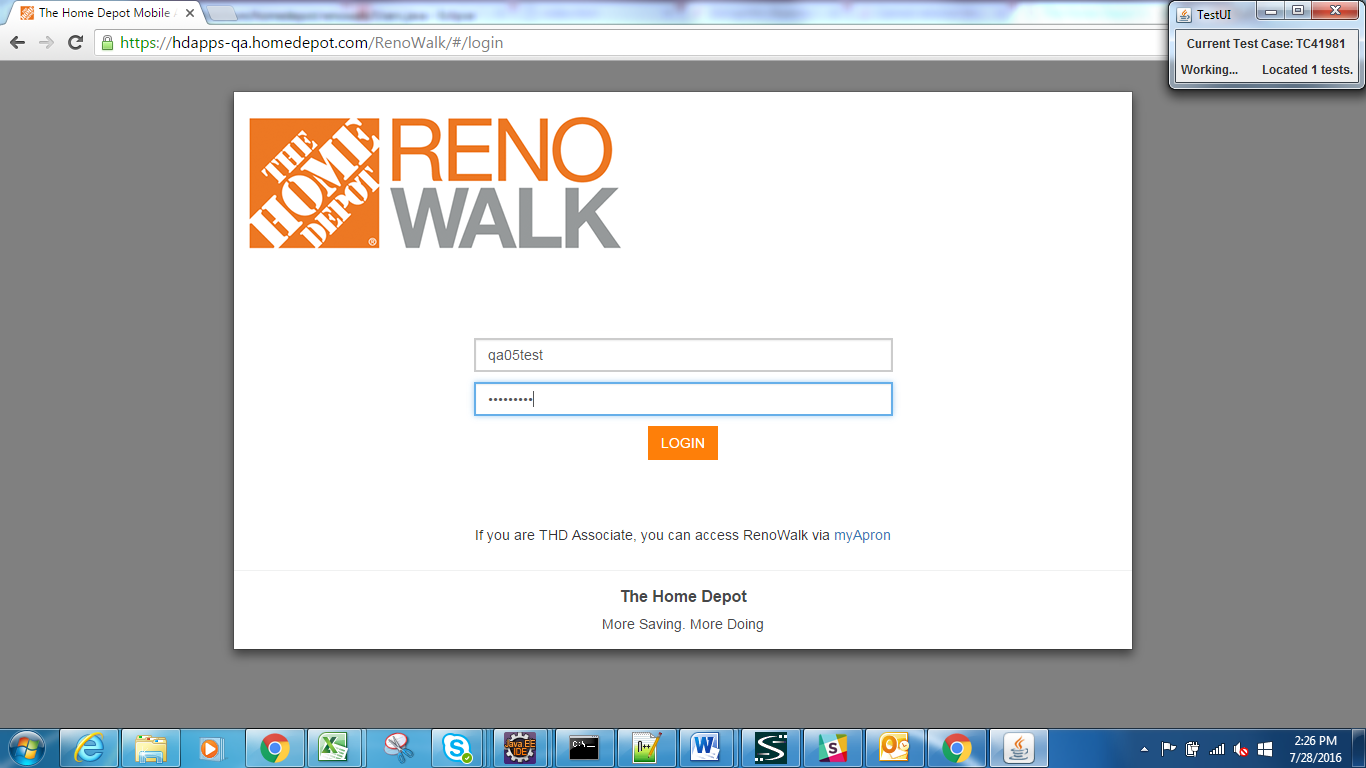 The Home Depot Mobile
TestUI
https://hdapps-qa.homedepot.com/RenoWalk/#/login
Current Test Case: TC41981
Working... Located 1 tests.
THE
HOME
DEPOT
®
RENO
WALK
qa05test
•••••••••
LOGIN
If you are THD Associate, you can access RenoWalk via myApron
The Home Depot
More Saving. More Doing
Java EE
IDE
C:\
2:26 PM
7/28/2016